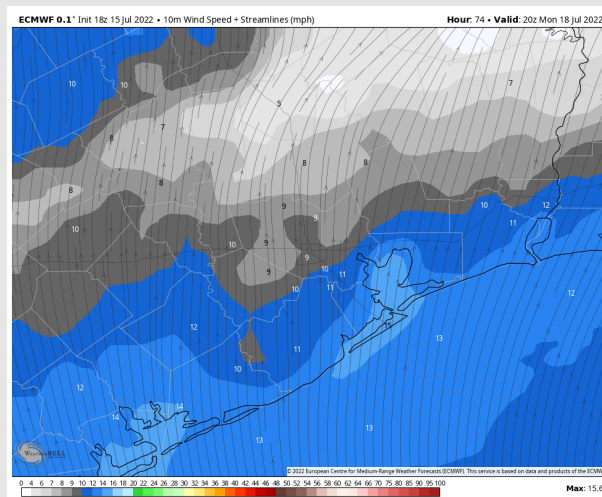 ECMWF 0.1° Init 18z 15 Jul 2022 • 10m Wind Speed + Streamlines (mph) Hour: 74 • Valid: 20z Mon 18 Jul 2022
10 10 7
5
7
8
8 8
8 8
9
10 12
9 11
10 10 9
9
10 11
9
10 11 12
12
15
13
11
10
12
14 14
13
13
WeatherBELL
© 2022 European Centre for Medium-Range Weather Forecasts (ECMWF). This service is based on data and products of the ECMW
0 4 6 7 8 9 10 12 14 16 18 20 22 24 26 28 30 32 34 36 38 40 42 44 46 48 50 52 54 56 58 60 62 64 66 70 75 80 85 90 95 100
Max: 15.6